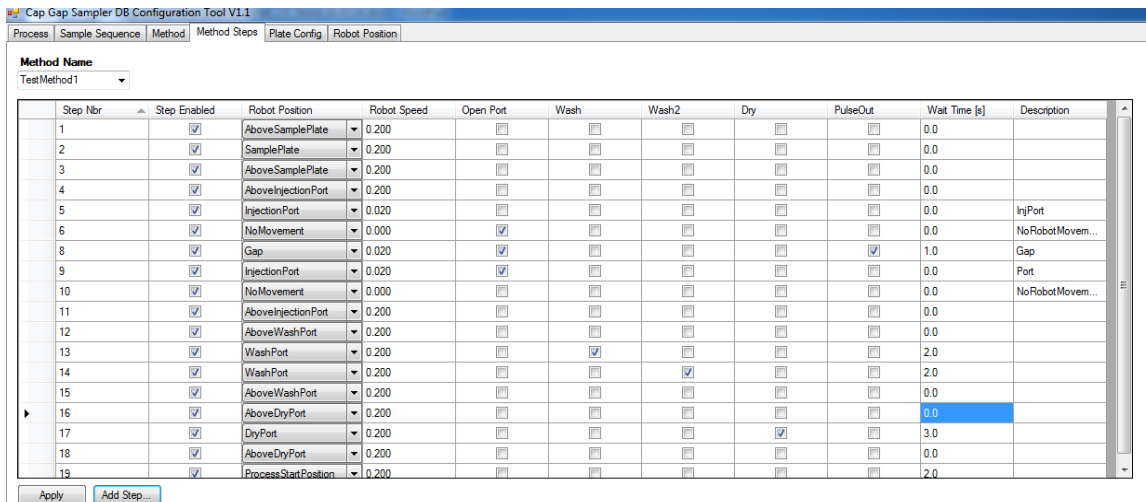 Cap Gap Sampler DB Configuration Tool V1.1
Process Sample Sequence Method Method Steps Plate Config Robot Position
Method Name
TestMethod1
Step Nbr Step Enabled Robot Position Robot Speed Open Port Wash Wash2 Dry PulseOut Wait Time [s] Description
1 AboveSamplePlate 0.200 0.0
2 SamplePlate 0.200 0.0
3 AboveSamplePlate 0.200 0.0
4 AboveInjectionPort 0.200 0.0
5 InjectionPort 0.020 0.0 InjPort
6 NoMovement 0.000 0.0 NoRobotMovem...
8 Gap 0.020 1.0 Gap
9 InjectionPort 0.020 0.0 Port
10 NoMovement 0.000 0.0 NoRobotMovem...
11 AboveInjectionPort 0.200 0.0
12 AboveWashPort 0.200 0.0
13 WashPort 0.200 2.0
14 WashPort 0.200 2.0
15 AboveWashPort 0.200 0.0
16 AboveDryPort 0.200 0.0
17 DryPort 0.200 3.0
18 AboveDryPort 0.200 0.0
19 ProcessStartPosition 0.200 2.0
Apply Add Step...